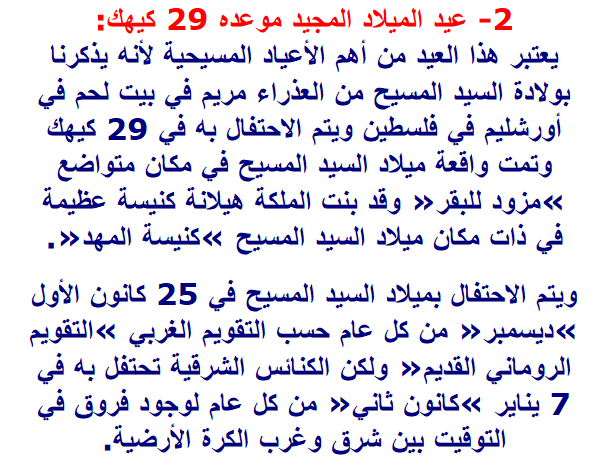 2- عيد الميلاد المجيد موعده 29 كيهك:
يعتبر هذا العيد من أهم الأعياد المسيحية لأنه يذكرنا
بولادة السيد المسيح من العذراء مريم في بيت لحم في
أورشليم في فلسطين ويتم الاحتفال به في 29 كيهك
وتمت واقعة ميلاد السيد المسيح في مكان متواضع
»مزود للبقر« وقد بنت الملكة هيلانة كنيسة عظيمة
في ذات مكان ميلاد السيد المسيح »كنيسة المهد«.
ويتم الاحتفال بميلاد السيد المسيح في 25 كانون الأول
»ديسمبر« من كل عام حسب التقويم الغربي »التقويم
الروماني القديم« ولكن الكنائس الشرقية تحتفل به في
7 يناير »كانون ثاني« من كل عام لوجود فروق في
التوقيت بين شرق وغرب الكرة الأرضية.